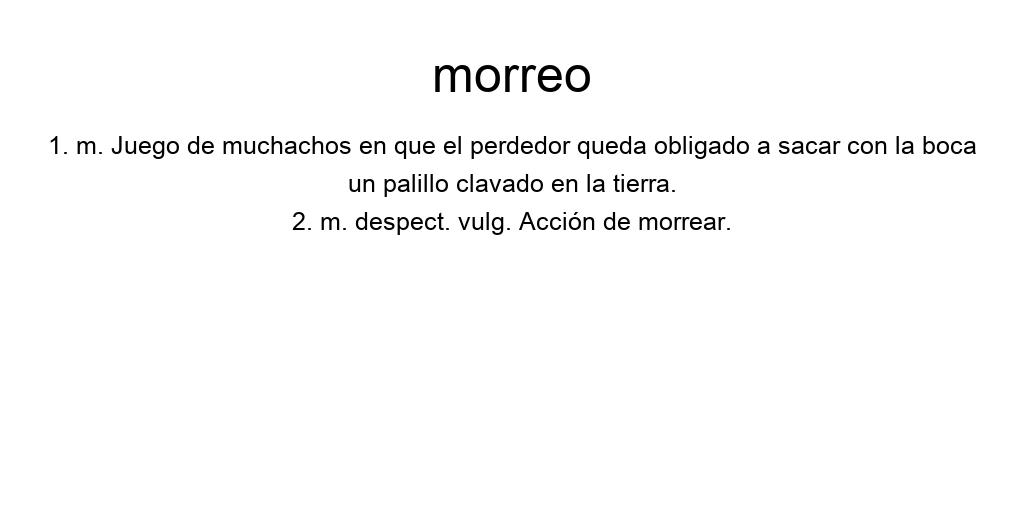 morreo
1. m. Juego de muchachos en que el perdedor queda obligado a sacar con la boca
un palillo clavado en la tierra.
2. m. despect. vulg. Acción de morrear.